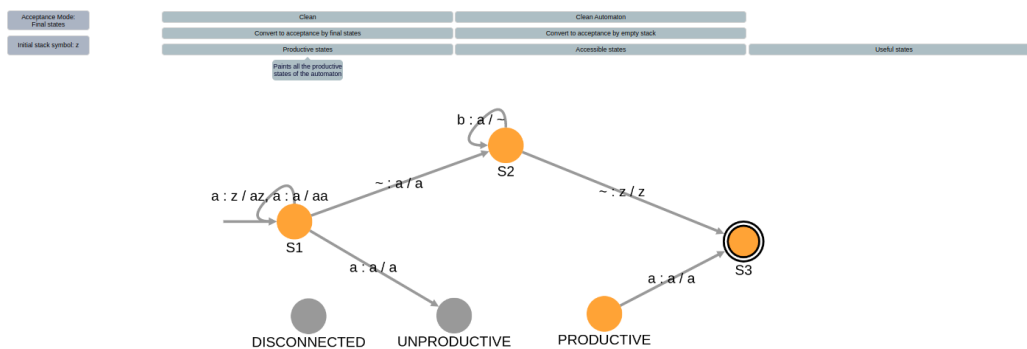 Acceptance Mode:
Final states
Clean
Clean Automaton
Initial stack symbol: z
Convert to acceptance by final states
Convert to acceptance by empty stack
Productive states
Accessible states
Useful states
Paints all the productive
states of the automaton
b : a / ~
S2
~ : a / a
~ : z / z
a : z / az, a : a / aa
S1
S3
a : a / a
a : a / a
DISCONNECTED
UNPRODUCTIVE
PRODUCTIVE